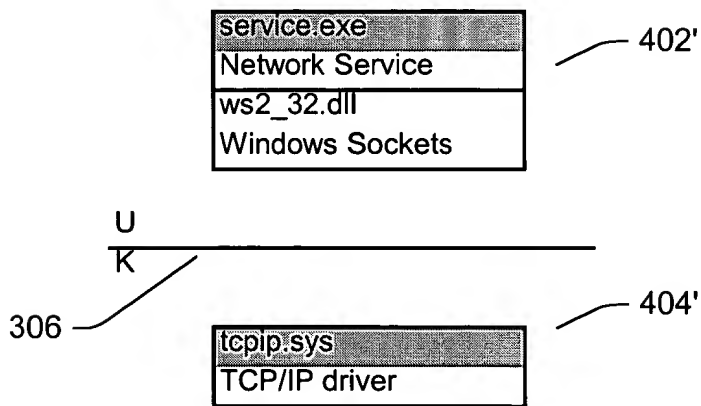 service.exe
402'
Network Service
ws2_32.dll
Windows Sockets
U
K
306
404'
tcpip.sys
TCP/IP driver